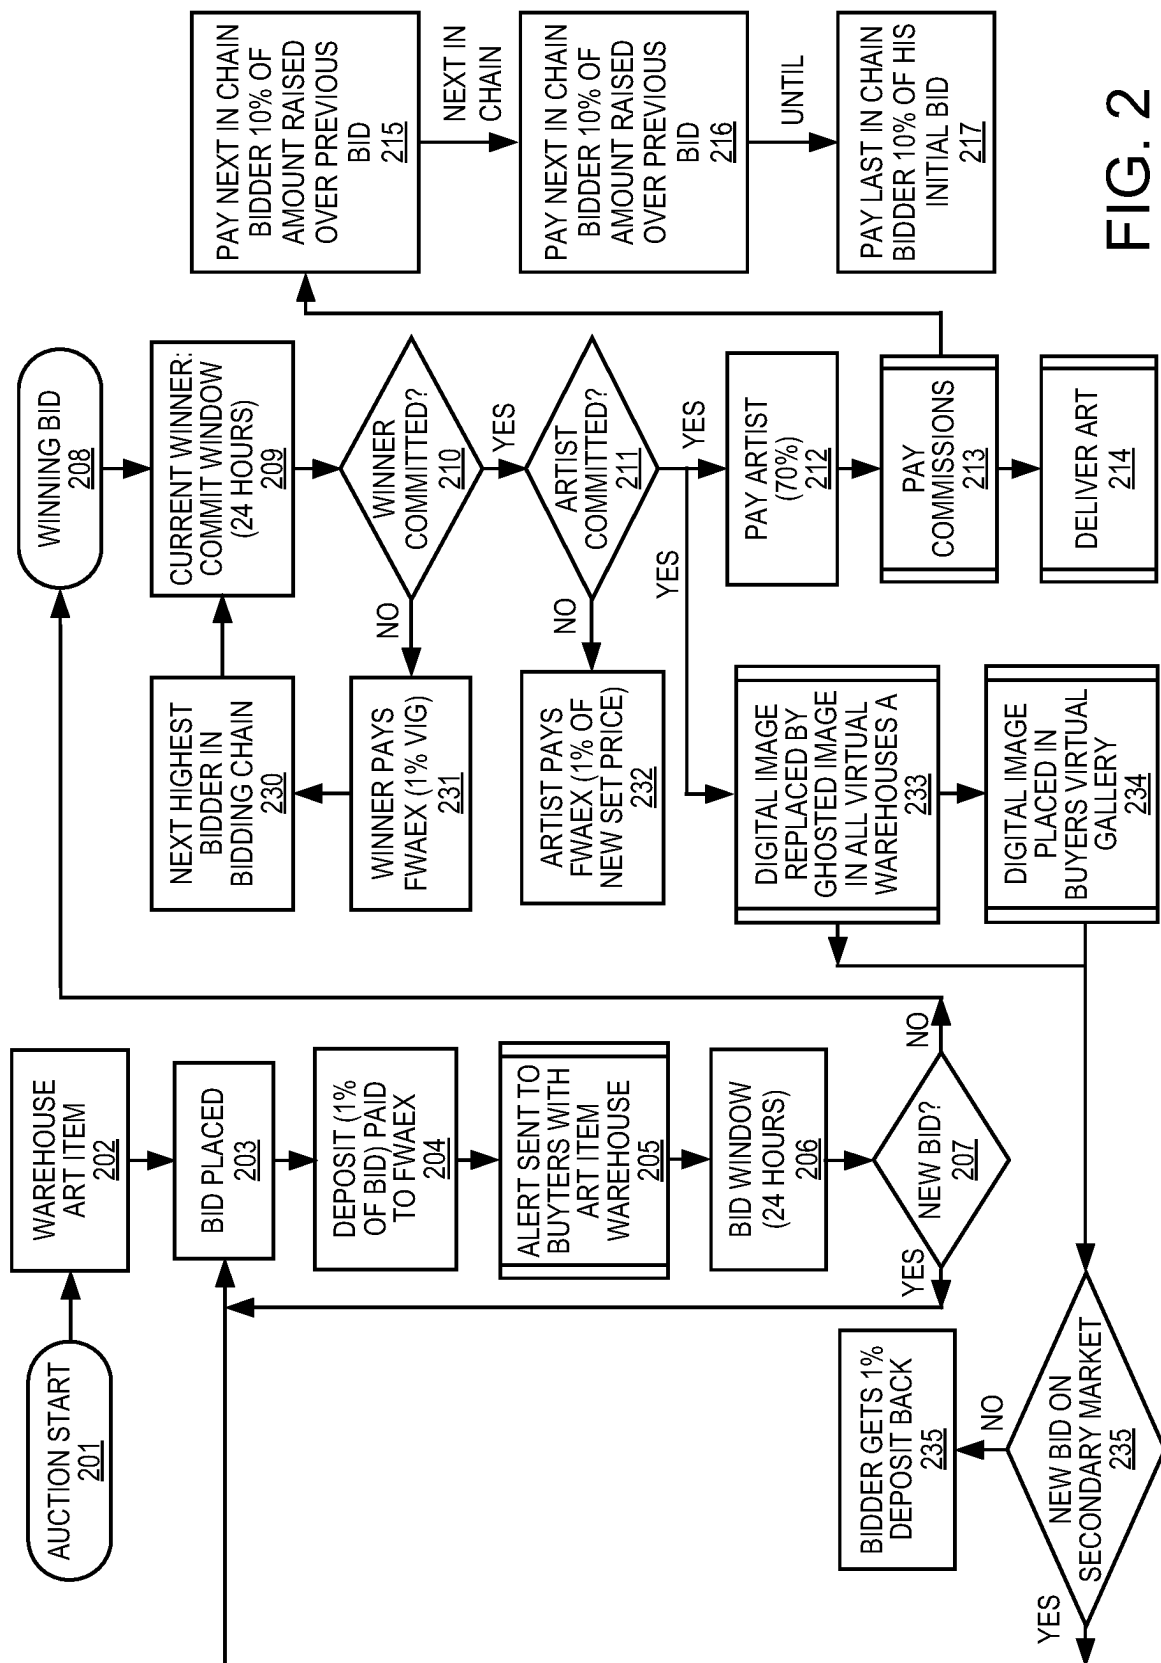 AUCTION START
201
WAREHOUSE
ART ITEM
202
BID PLACED
203
DEPOSIT (1%
OF BID) PAID
TO FWAEX
204
ALERT SENT TO
BUYTERS WITH
ART ITEM
WAREHOUSE
205
BID WINDOW
(24 HOURS)
206
NEW BID?
207
YES
NO
WINNING BID
208
CURRENT WINNER:
COMMIT WINDOW
(24 HOURS)
209
NEXT HIGHEST
BIDDER IN
BIDDING CHAIN
230
WINNER
COMMITTED?
210
NO
YES
WINNER PAYS
FWAEX (1% VIG)
231
ARTIST
COMMITTED?
211
NO
YES
YES
ARTIST PAYS
FWAEX (1% OF
NEW SET PRICE)
232
PAY ARTIST
(70%)
212
PAY
COMMISSIONS
213
DELIVER ART
214
DIGITAL IMAGE
REPLACED BY
GHOSTED IMAGE
IN ALL VIRTUAL
WAREHOUSES A
233
DIGITAL IMAGE
PLACED IN
BUYERS VIRTUAL
GALLERY
234
NEW BID ON
SECONDARY MARKET
235
YES
NO
BIDDER GETS 1%
DEPOSIT BACK
235
PAY NEXT IN CHAIN
BIDDER 10% OF
AMOUNT RAISED
OVER PREVIOUS
BID
215
NEXT IN
CHAIN
PAY NEXT IN CHAIN
BIDDER 10% OF
AMOUNT RAISED
OVER PREVIOUS
BID
216
UNTIL
PAY LAST IN CHAIN
BIDDER 10% OF HIS
INITIAL BID
217
FIG. 2